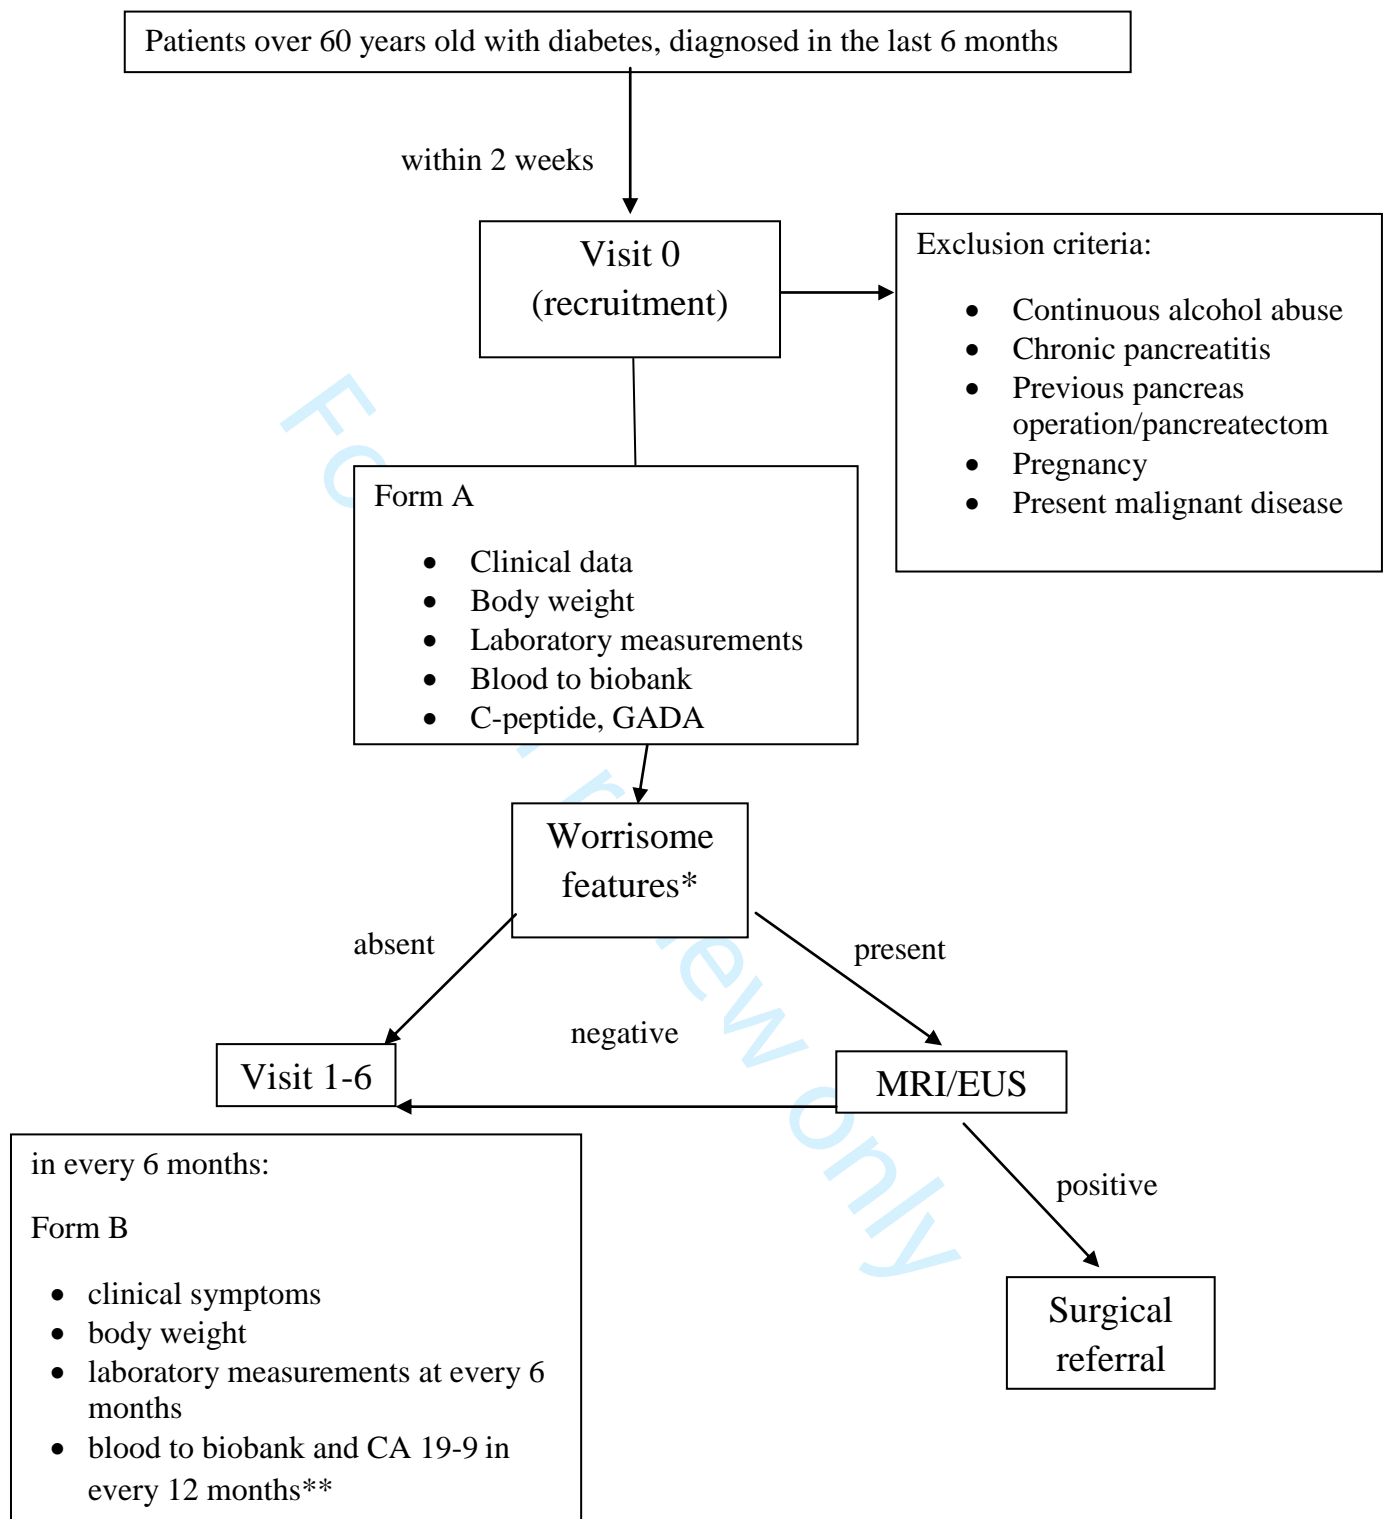 Patients over 60 years old with diabetes, diagnosed in the last 6 months
within 2 weeks
Visit 0
(recruitment)
Exclusion criteria:
• Continuous alcohol abuse
• Chronic pancreatitis
• Previous pancreas
operation/pancreatectom
• Pregnancy
• Present malignant disease
Form A
• Clinical data
• Body weight
• Laboratory measurements
• Blood to biobank
• C-peptide, GADA
Worrisome
features*
absent
present
negative
Visit 1-6
MRI/EUS
in every 6 months:
Form B
• clinical symptoms
• body weight
• laboratory measurements at every 6
months
• blood to biobank and CA 19-9 in
every 12 months**
positive
Surgical
referral
only